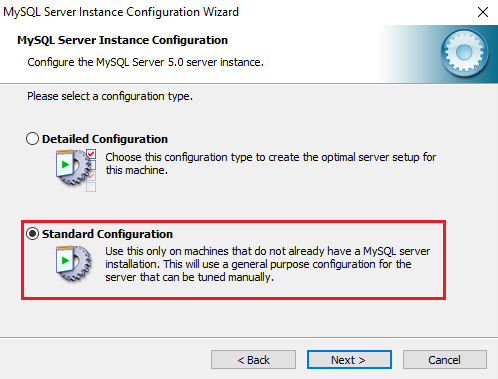 MySQL Server Instance Configuration Wizard
MySQL Server Instance Configuration
Configure the MySQL Server 5.0 server instance.
Please select a configuration type.
Detailed Configuration
Choose this configuration type to create the optimal server setup for
this machine.
Standard Configuration
Use this only on machines that do not already have a MySQL server
installation. This will use a general purpose configuration for the
server that can be tuned manually.
< Back
Next >
Cancel